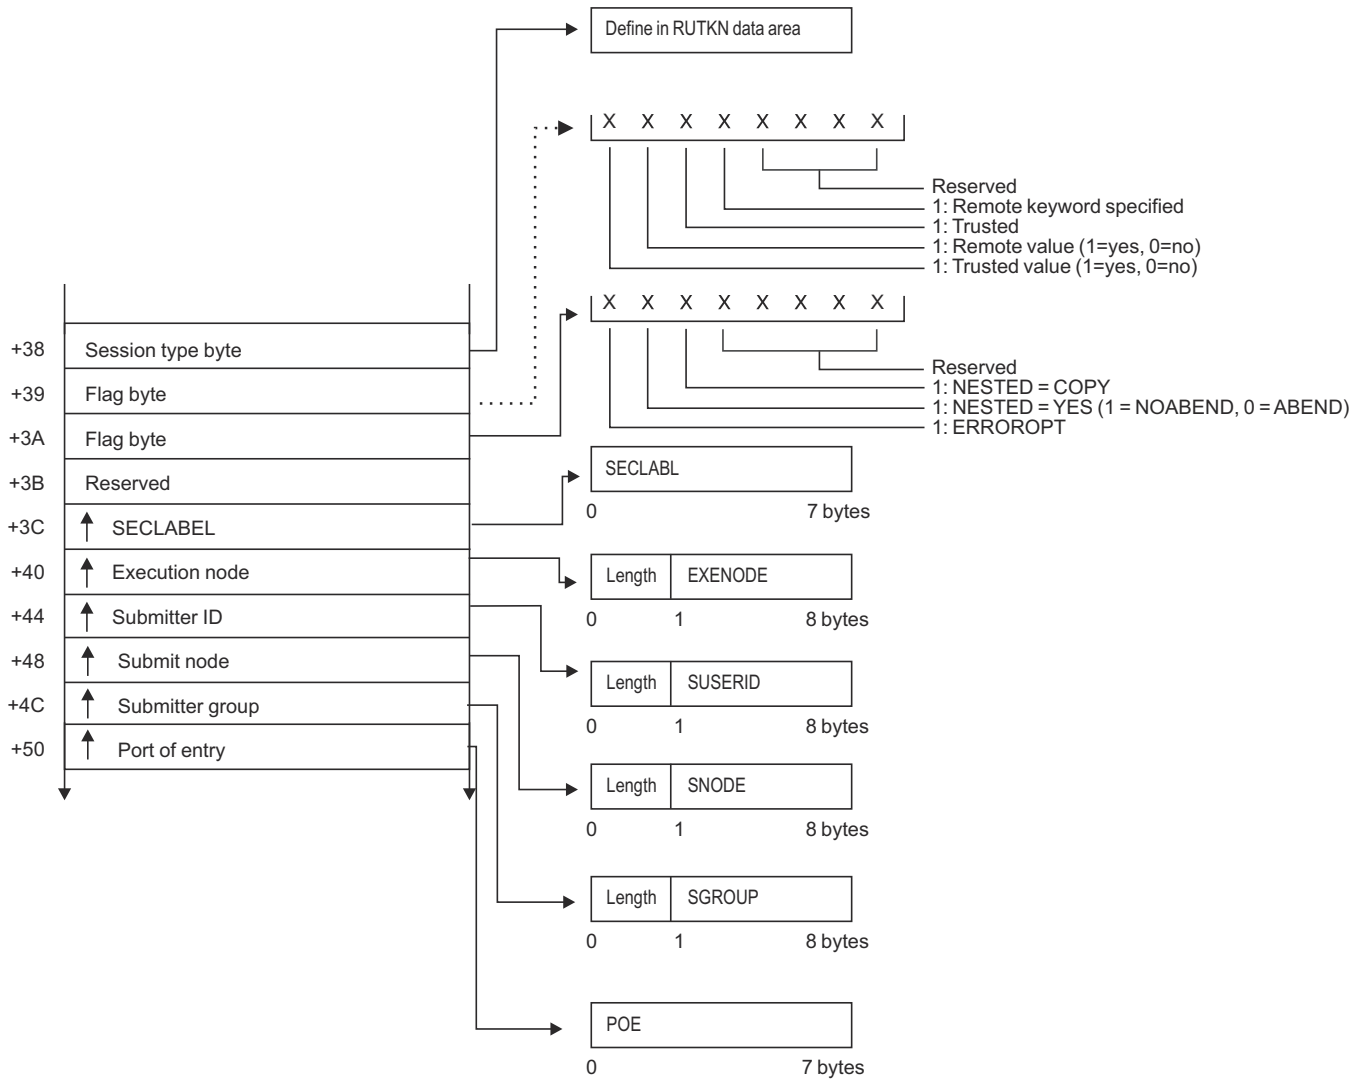 Define in RUTKN data area
X X X X X X X X
Reserved
1: Remote keyword specified
1: Trusted
1: Remote value (1=yes, 0=no)
1: Trusted value (1=yes, 0=no)
X X X X X X X X
Reserved
1: NESTED = COPY
1: NESTED = YES (1 = NOABEND, 0 = ABEND)
1: ERROROPT
+38 Session type byte
+39 Flag byte
+3A Flag byte
+3B Reserved
+3C SECLABEL
+40 Execution node
+44 Submitter ID
+48 Submit node
+4C Submitter group
+50 Port of entry
SECLABL
0 7 bytes
Length EXENODE
0 1 8 bytes
Length SUSERID
0 1 8 bytes
Length SNODE
0 1 8 bytes
Length SGROUP
0 1 8 bytes
POE
0 7 bytes